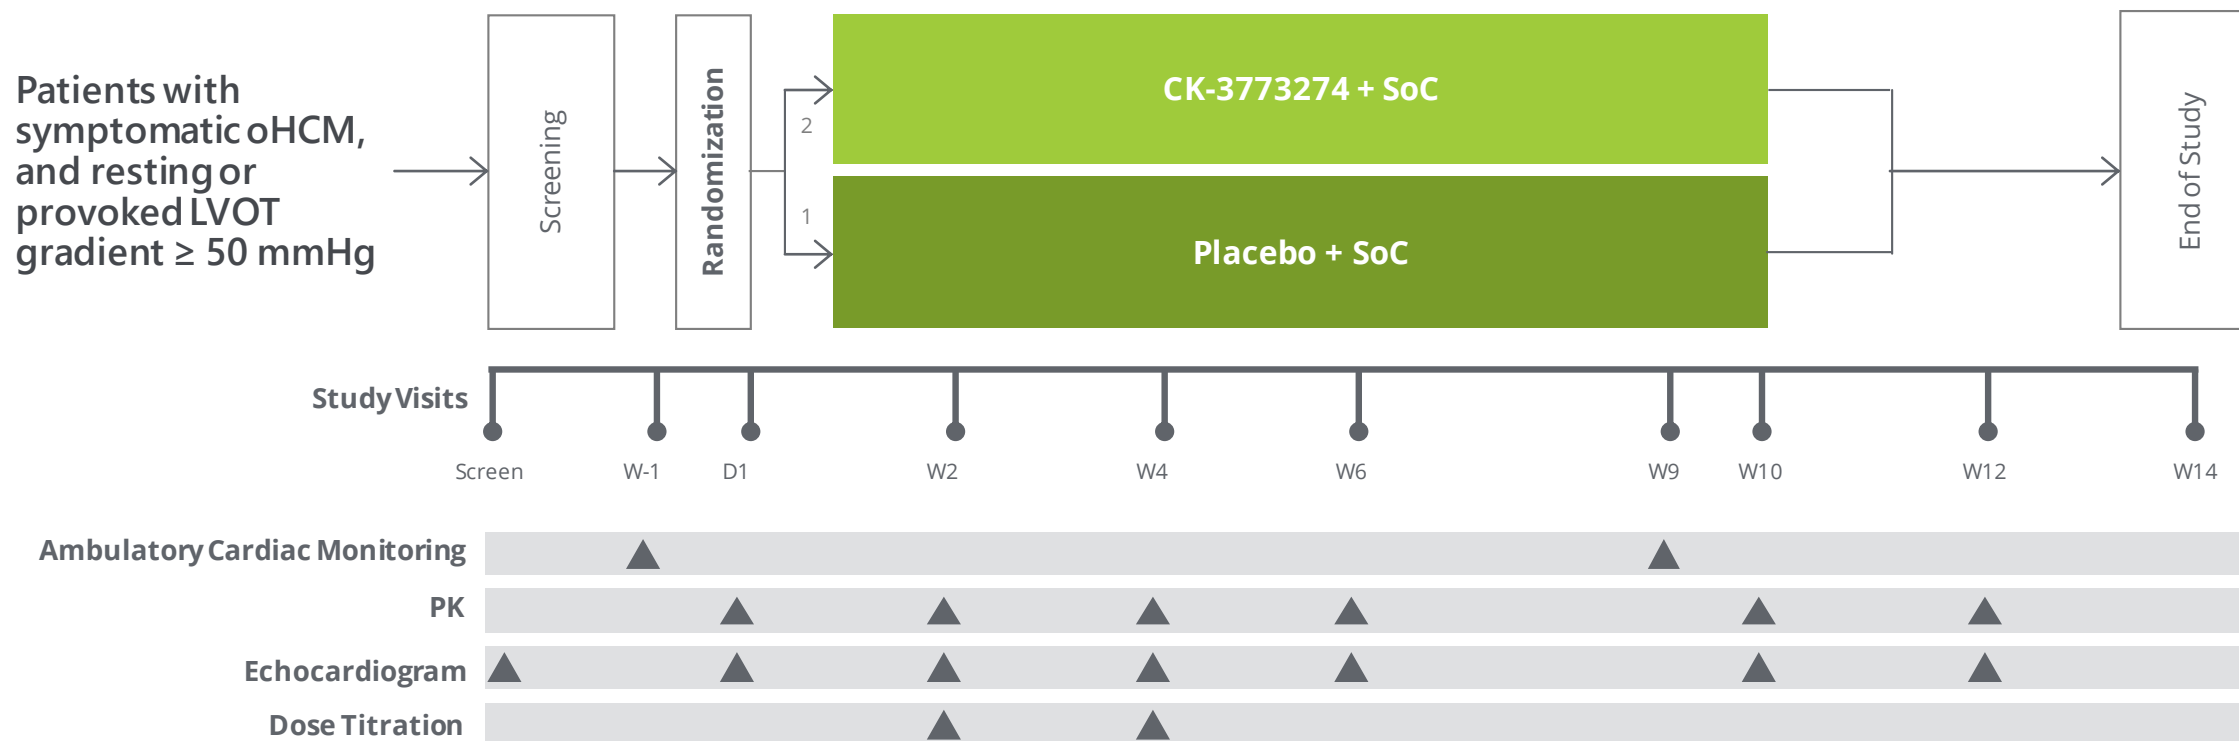 Patients with
symptomatic oHCM,
and resting or
provoked LVOT
gradient ≥ 50 mmHg
Screening
Randomization
2
1
CK-3773274 + SoC
Placebo + SoC
End of Study
Study Visits
Screen W-1 D1 W2 W4 W6 W9 W10 W12 W14
Ambulatory Cardiac Monitoring
PK
Echocardiogram
Dose Titration